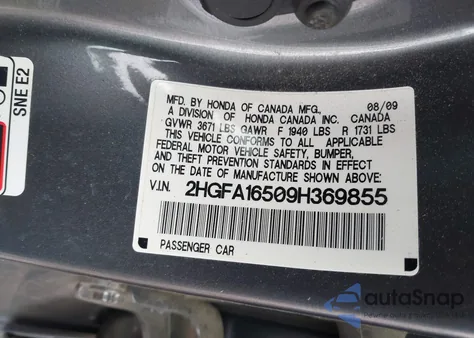 SNE E2
MFD. BY HONDA OF CANADA MFG. 08/09
A DIVISION OF HONDA CANADA INC. CANADA
GVWR 3671 LBS GAWR F 1940 LBS R 1731 LBS
THIS VEHICLE CONFORMS TO ALL APPLICABLE
FEDERAL MOTOR VEHICLE SAFETY, BUMPER,
AND THEFT PREVENTION STANDARDS IN EFFECT
ON THE DATE OF MANUFACTURE SHOWN ABOVE:
V.I.N. 2HGFA16509H369855
PASSENGER CAR
autoSnap